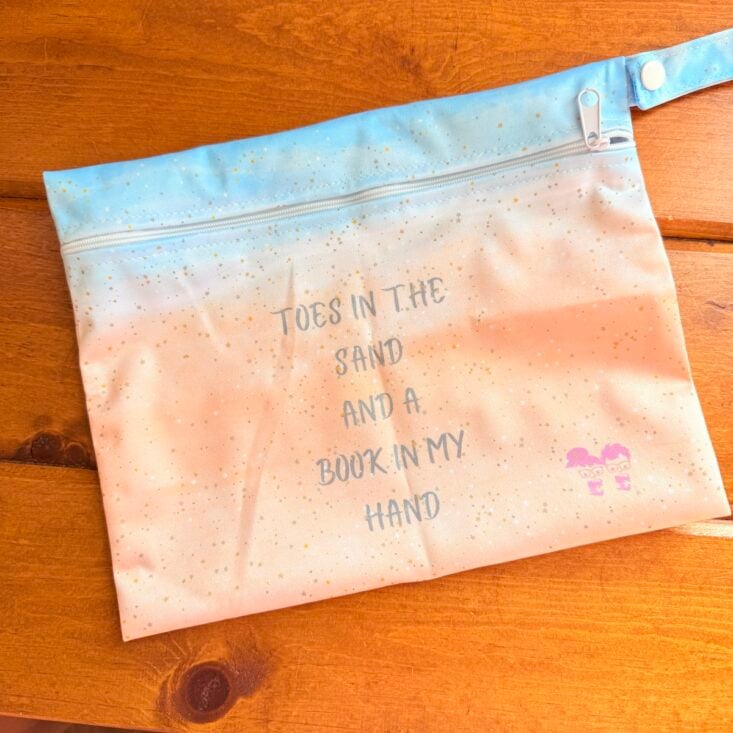 TOES IN THE
SAND
AND A
BOOK IN MY
HAND